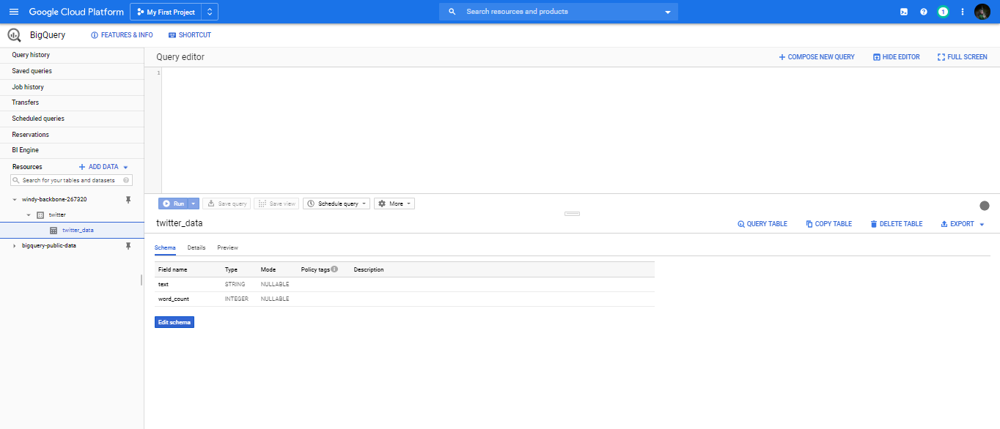 Google Cloud Platform My First Project Search resources and products 1
BigQuery FEATURES & INFO SHORTCUT
Query history
Saved queries
Job history
Transfers
Scheduled queries
Reservations
BI Engine
Resources + ADD DATA
Search for your tables and datasets
windy-backbone-267320
twitter
twitter_data
bigquery-public-data
Query editor + COMPOSE NEW QUERY HIDE EDITOR FULL SCREEN
1
Run Save query Save view Schedule query More
twitter_data QUERY TABLE COPY TABLE DELETE TABLE EXPORT
Schema Details Preview
Field name Type Mode Policy tags Description
text STRING NULLABLE
word_count INTEGER NULLABLE
Edit schema